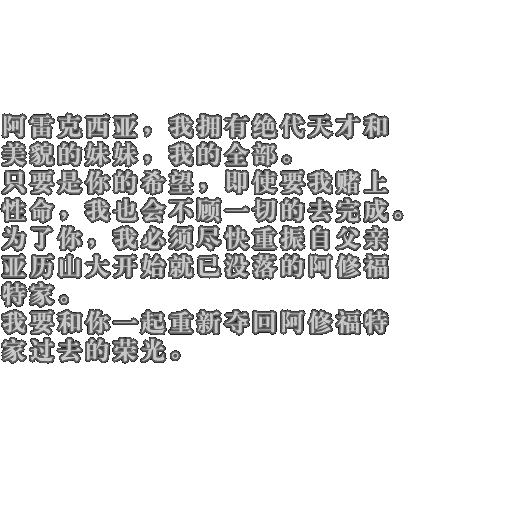 阿雷克西亚，我拥有绝代天才和
美貌的妹妹，我的全部。
只要是你的希望，即使要我赌上
性命，我也会不顾一切的去完成。
为了你，我必须尽快重振自父亲
亚历山大开始就已没落的阿修福
特家。
我要和你一起重新夺回阿修福特
家过去的荣光。